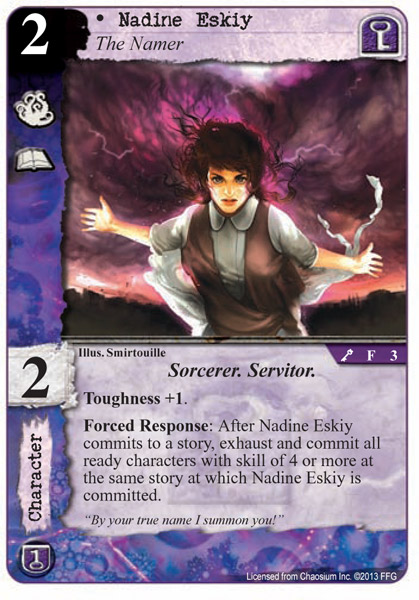 2
• Nadine Eskiy
The Namer
Illus. Smirtouille
F 3
2
Sorcerer. Servitor.
Toughness +1.
Forced Response: After Nadine Eskiy
commits to a story, exhaust and commit all
ready characters with skill of 4 or more at
the same story at which Nadine Eskiy is
committed.
"By your true name I summon you!"
Character
1
Licensed from Chaosium Inc. ©2013 FFG